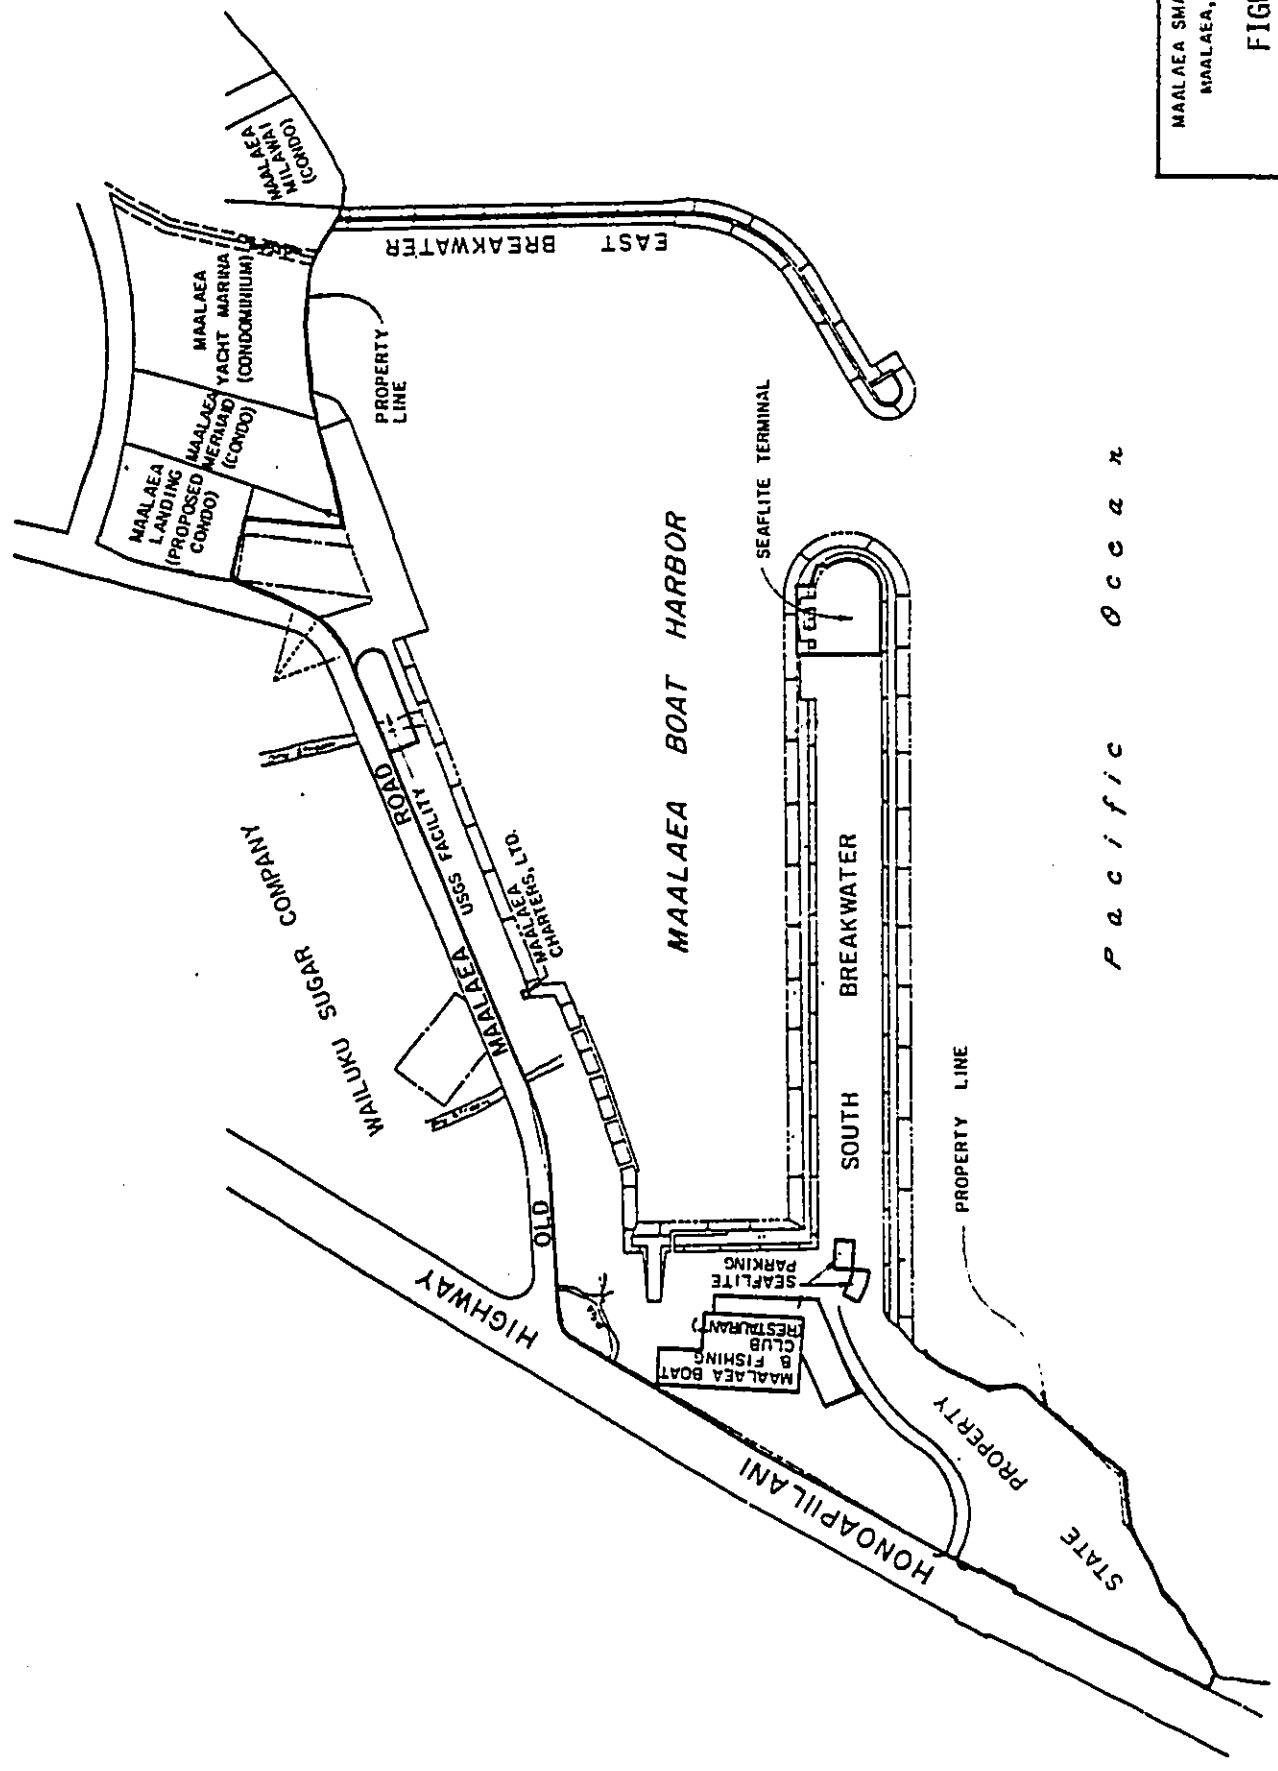 MAALAEA
MILAWAI
(CONDO)
MAALAEA
YACHT MARINA
(CONDOMINIUM)
MAALAEA
MERMAID
(CONDO)
MAALAEA
LANDING
(PROPOSED
CONDO)
PROPERTY
LINE
EAST BREAKWATER
SEAFLITE TERMINAL
MAALAEA BOAT HARBOR
WAILUKU SUGAR COMPANY
OLD MAALAEA ROAD
USGS FACILITY
MAALAEA
CHARTERS, LTD.
SOUTH BREAKWATER
Pacific Ocean
PROPERTY LINE
HONOAPIILANI HIGHWAY
SEAFLITE
PARKING
MAALAEA BOAT
& FISHING
CLUB
(RESTAURANT)
STATE PROPERTY
MAALAEA
MAALAEA,